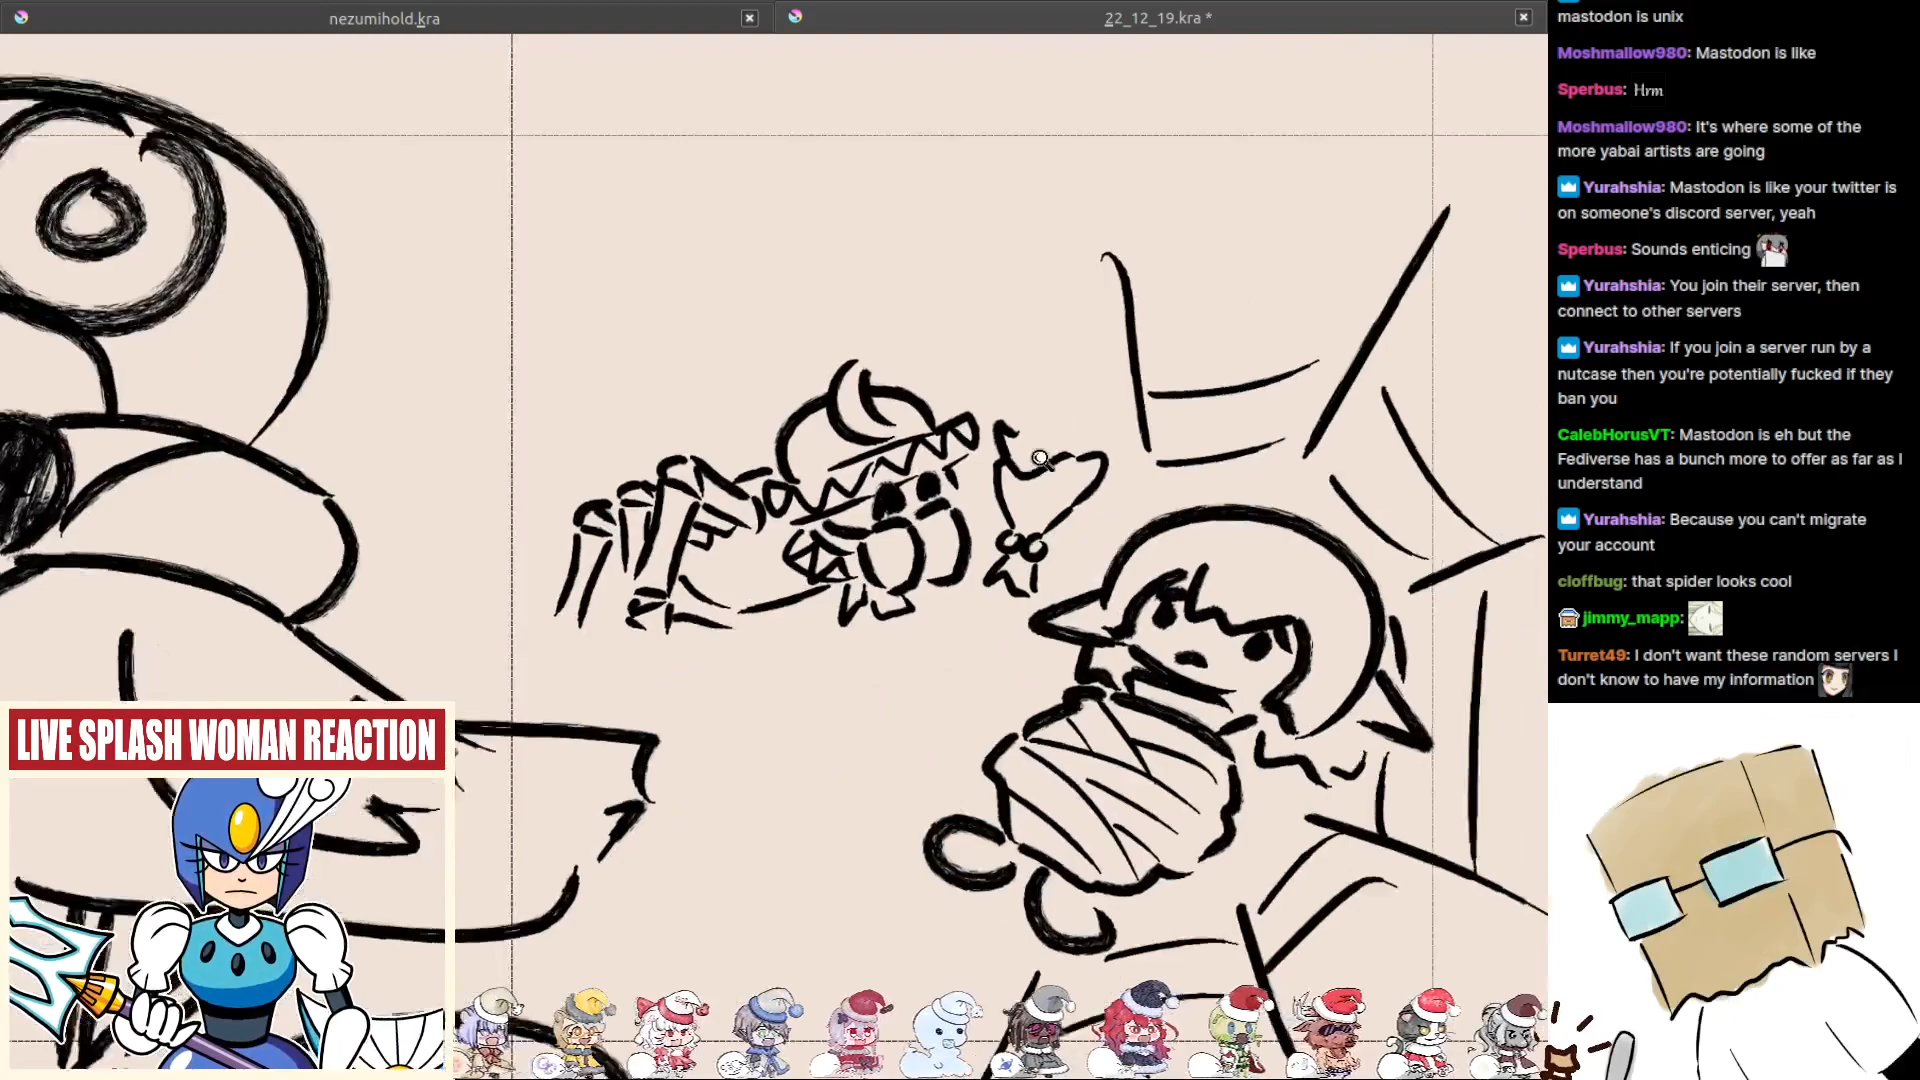 nezumihold.kra
22_12_19.kra *
mastodon is unix
Moshmallow980: Mastodon is like
Sperbus: Hrm
Moshmallow980: It's where some of the
more yabai artists are going
Yurahshia: Mastodon is like your twitter is
on someone's discord server, yeah
Sperbus: Sounds enticing
Yurahshia: You join their server, then
connect to other servers
Yurahshia: If you join a server run by a
nutcase then you're potentially fucked if they
ban you
CalebHorusVT: Mastodon is eh but the
Fediverse has a bunch more to offer as far as I
understand
Yurahshia: Because you can't migrate
your account
cloffbug: that spider looks cool
jimmy_mapp:
Turret49: I don't want these random servers I
don't know to have my information
LIVE SPLASH WOMAN REACTION